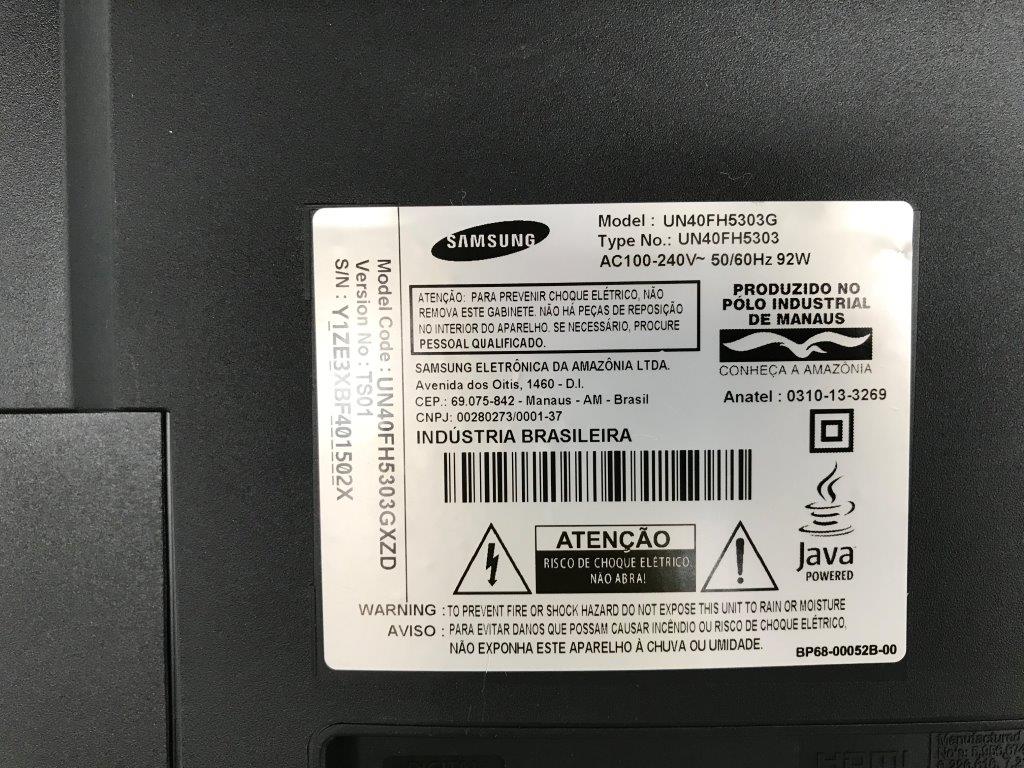 SAMSUNG
Model : UN40FH5303G
Type No.: UN40FH5303
AC100-240V~ 50/60Hz 92W
ATENÇÃO: PARA PREVENIR CHOQUE ELÉTRICO, NÃO
REMOVA ESTE GABINETE. NÃO HÁ PEÇAS DE REPOSIÇÃO
NO INTERIOR DO APARELHO. SE NECESSÁRIO, PROCURE
PESSOAL QUALIFICADO.
PRODUZIDO NO
PÓLO INDUSTRIAL
DE MANAUS
CONHEÇA A AMAZÔNIA
SAMSUNG ELETRÔNICA DA AMAZÔNIA LTDA.
Avenida dos Oitis, 1460 - D.I.
CEP.: 69.075-842 - Manaus - AM - Brasil
CNPJ: 00280273/0001-37
INDÚSTRIA BRASILEIRA
Anatel : 0310-13-3269
Java
POWERED
ATENÇÃO
RISCO DE CHOQUE ELÉTRICO
NÃO ABRA!
WARNING : TO PREVENT FIRE OR SHOCK HAZARD DO NOT EXPOSE THIS UNIT TO RAIN OR MOISTURE
AVISO : PARA EVITAR DANOS QUE POSSAM CAUSAR INCÊNDIO OU RISCO DE CHOQUE ELÉTRICO,
NÃO EXPONHA ESTE APARELHO À CHUVA OU UMIDADE.
BP68-00052B-00
Model Code : UN40FH5303GXZD
Version No : TS01
S/N : Y1ZE3XBF401502X
HDMI
Manufactured